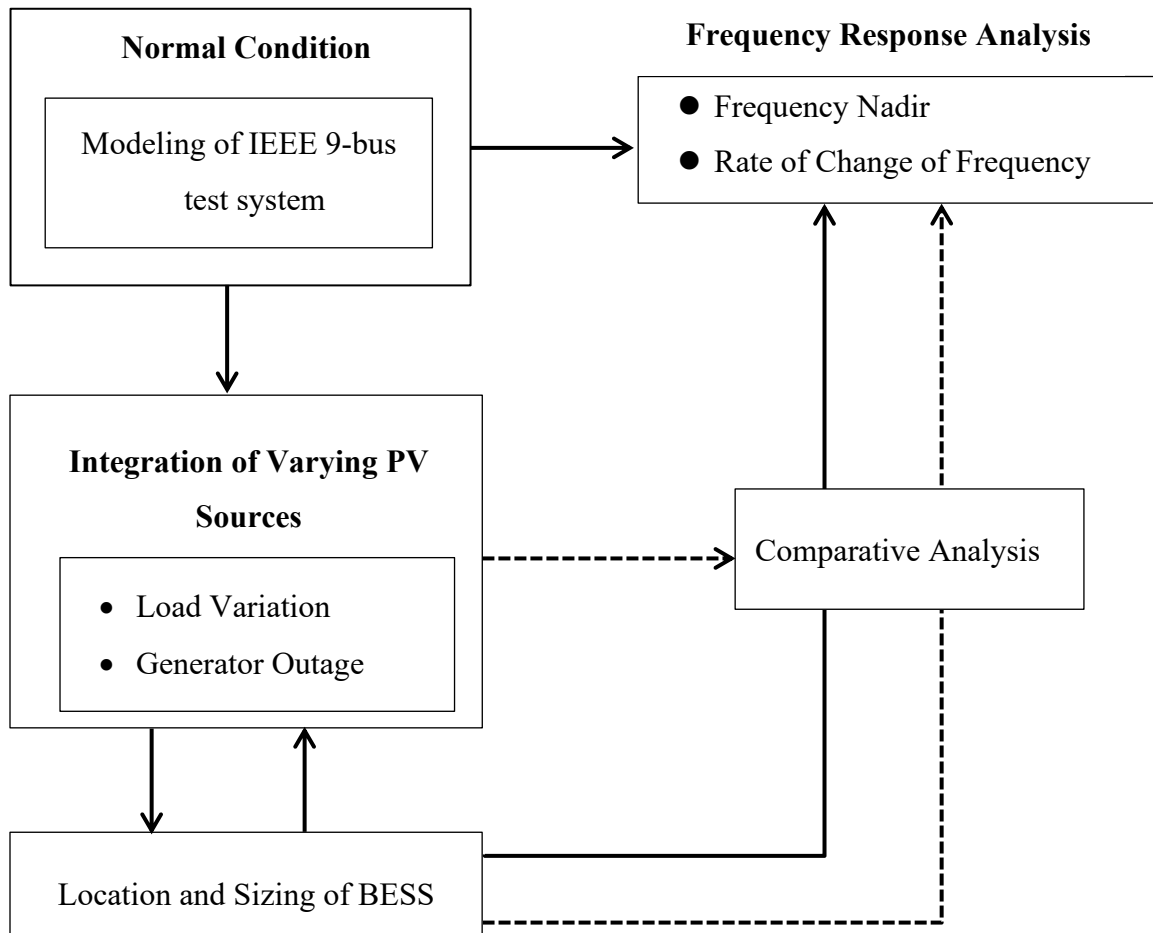 Normal Condition
Modeling of IEEE 9-bus
test system
Frequency Response Analysis
● Frequency Nadir
● Rate of Change of Frequency
Integration of Varying PV
Sources
• Load Variation
• Generator Outage
Comparative Analysis
Location and Sizing of BESS